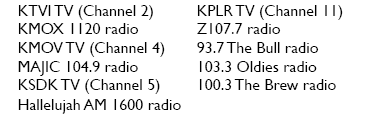 KTVI TV (Channel 2)
KMOX 1120 radio
KMOV TV (Channel 4)
MAJIC 104.9 radio
KSDK TV (Channel 5)
Hallelujah AM 1600 radio
KPLR TV (Channel 11)
Z107.7 radio
93.7 The Bull radio
103.3 Oldies radio
100.3 The Brew radio